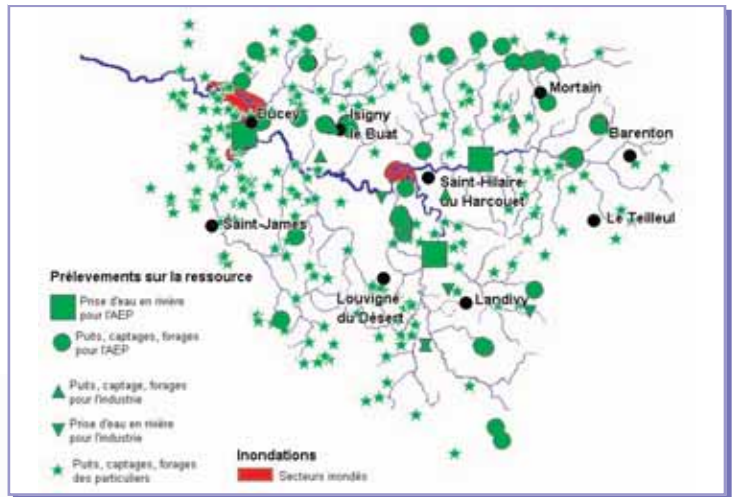 Mortain
Ducey
Isigny
le Buat
Barenton
Saint-Hilaire
du Harcouet
Le Teilleul
Saint-James
Prélevements sur la ressource
Prise d'eau en rivière
pour l'AEP
Louvigné
du Désert
Landivy
Puits, captages, forages
pour l'AEP
Puits, captage, forages
pour l'industrie
Prise d'eau en rivière
pour l'industrie
Puits, captages, forages
des particuliers
Inondations
Secteurs inondés